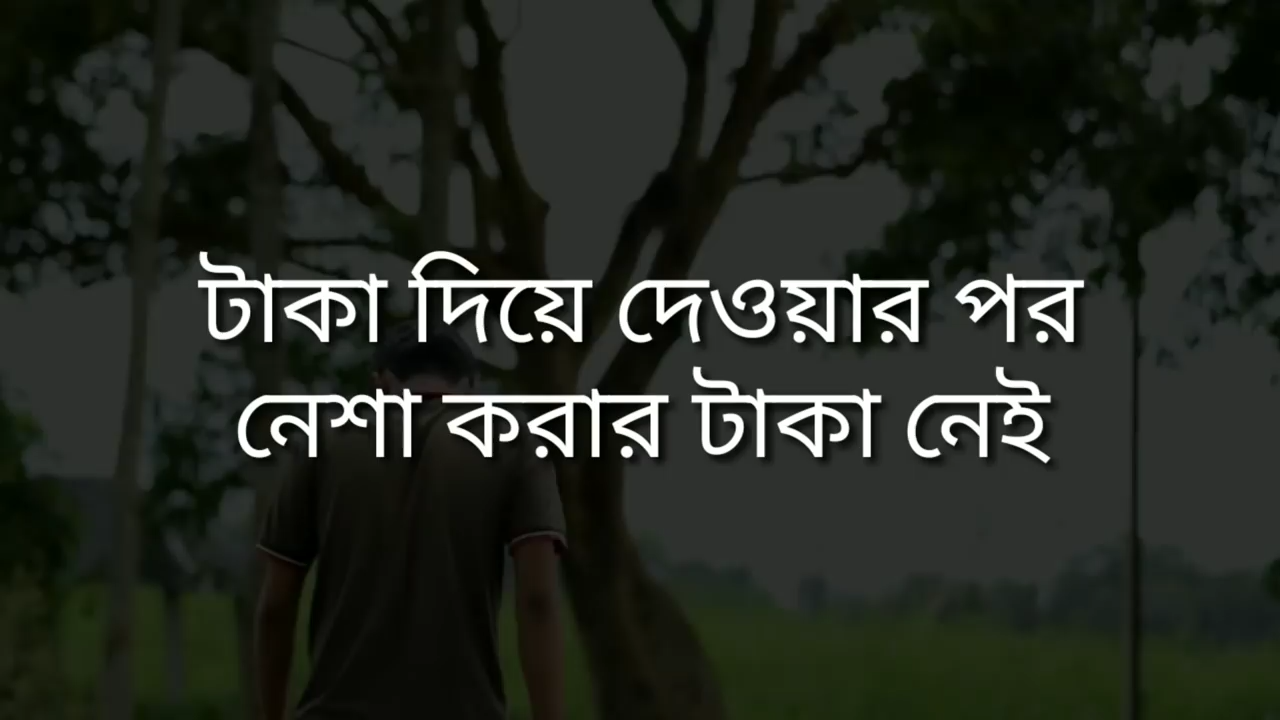 টাকা দিয়ে দেওয়ার পর
নেশা করার টাকা নেই